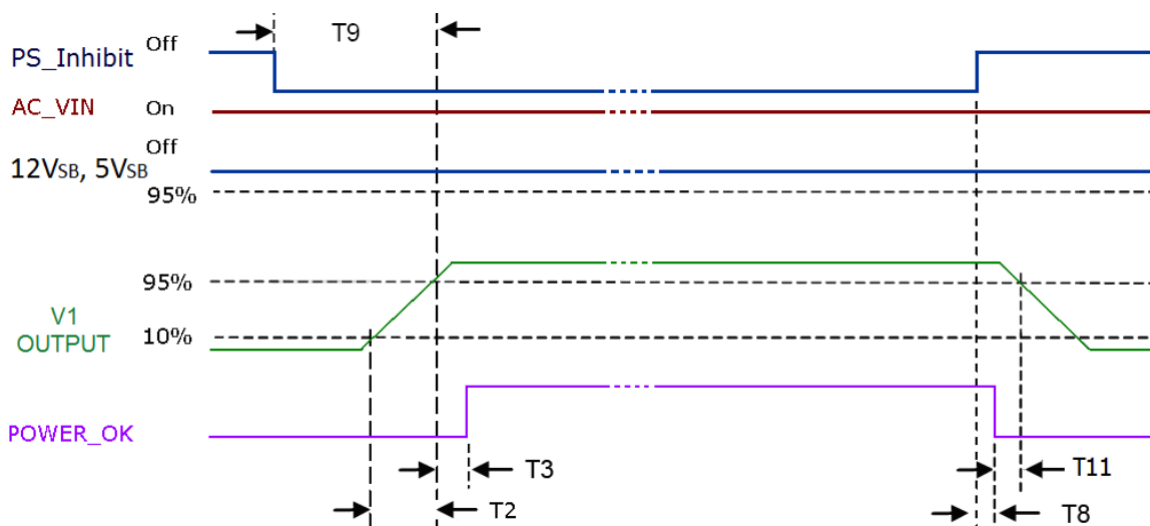 T9
PS_Inhibit Off
AC_VIN On
Off
12VSB, 5VSB
95%
95%
V1
OUTPUT
10%
POWER_OK
T3
T11
T2
T8